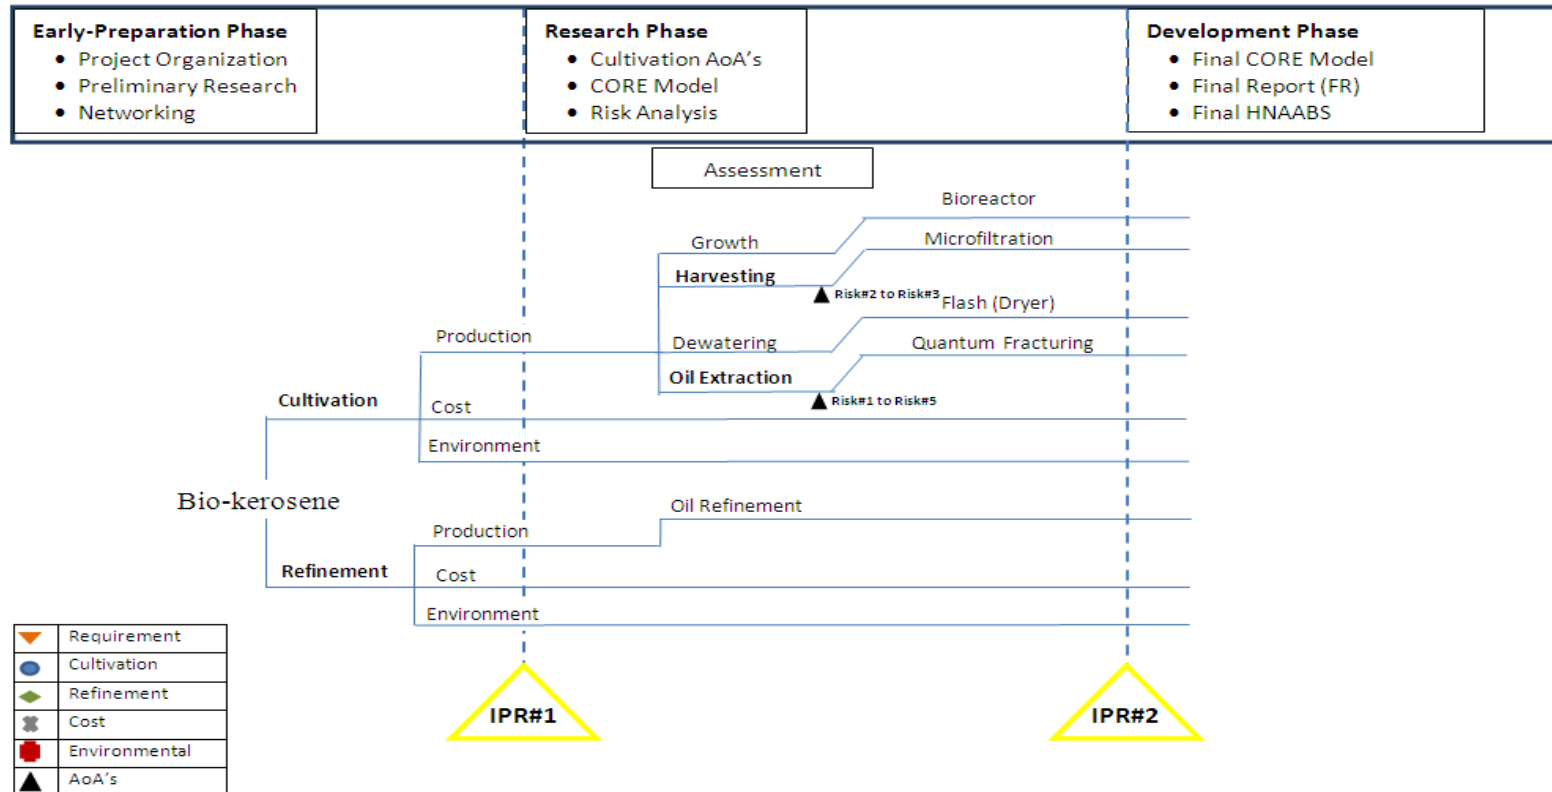 Early-Preparation Phase
• Project Organization
• Preliminary Research
• Networking
Research Phase
• Cultivation AoA's
• CORE Model
• Risk Analysis
Development Phase
• Final CORE Model
• Final Report (FR)
• Final HNAABS
Assessment
Bioreactor
Growth
Microfiltration
Harvesting
Risk#2 to Risk#3
Flash (Dryer)
Production
Dewatering
Quantum Fracturing
Oil Extraction
Risk#1 to Risk#5
Cultivation
Cost
Environment
Bio-kerosene
Oil Refinement
Production
Refinement
Cost
Environment
Requirement
Cultivation
Refinement
Cost
Environmental
AoA's
IPR#1
IPR#2